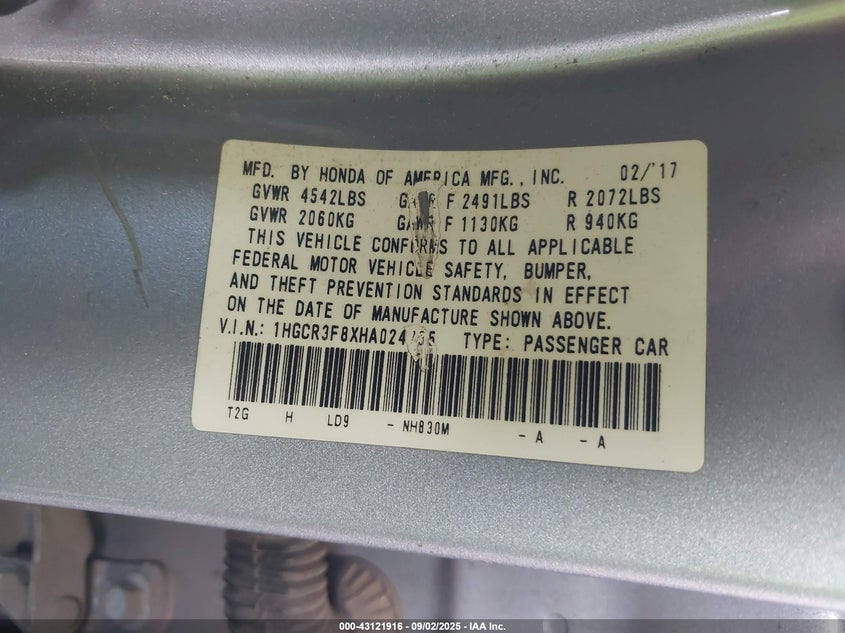 MFD. BY HONDA OF AMERICA MFG., INC. 02/'17
GVWR 4542LBS GAWR F 2491LBS R 2072LBS
GVWR 2060KG GAWR F 1130KG R 940KG
THIS VEHICLE CONFORMS TO ALL APPLICABLE
FEDERAL MOTOR VEHICLE SAFETY, BUMPER,
AND THEFT PREVENTION STANDARDS IN EFFECT
ON THE DATE OF MANUFACTURE SHOWN ABOVE.
V.I.N.: TYPE: PASSENGER CAR
T2G H LD9 - NH830M - A - A
000-43121916 - 09/02/2025 - IAA Inc.